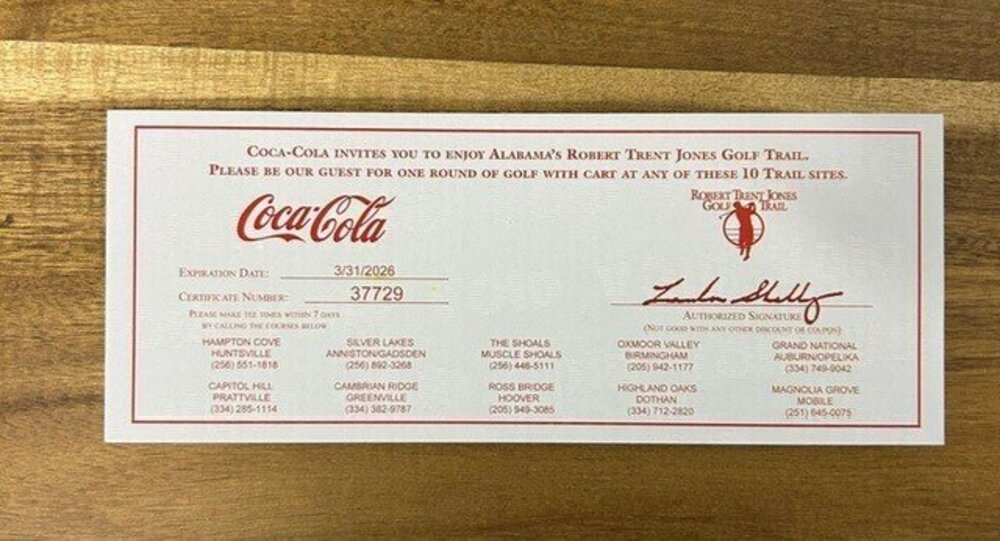 COCA-COLA INVITES YOU TO ENJOY ALABAMA'S ROBERT TRENT JONES GOLF TRAIL.
PLEASE BE OUR GUEST FOR ONE ROUND OF GOLF WITH CART AT ANY OF THESE 10 TRAIL SITES.
Coca-Cola
ROBERT TRENT JONES
GOLF TRAIL
EXPIRATION DATE: 3/31/2026
CERTIFICATE NUMBER: 37729
PLEASE MAKE TEE TIMES WITHIN 7 DAYS
BY CALLING THE COURSES BELOW
AUTHORIZED SIGNATURE
(NOT GOOD WITH ANY OTHER DISCOUNT OR COUPON)
HAMPTON COVE
HUNTSVILLE
(256) 551-1818
SILVER LAKES
ANNISTON/GADSDEN
(256) 892-3268
THE SHOALS
MUSCLE SHOALS
(256) 446-5111
OXMOOR VALLEY
BIRMINGHAM
(205) 942-1177
GRAND NATIONAL
AUBURN/OPELIKA
(334) 749-9042
CAPITOL HILL
PRATTVILLE
(334) 285-1114
CAMBRIAN RIDGE
GREENVILLE
(334) 382-9787
ROSS BRIDGE
HOOVER
(205) 949-3085
HIGHLAND OAKS
DOTHAN
(334) 712-2820
MAGNOLIA GROVE
MOBILE
(251) 645-0075